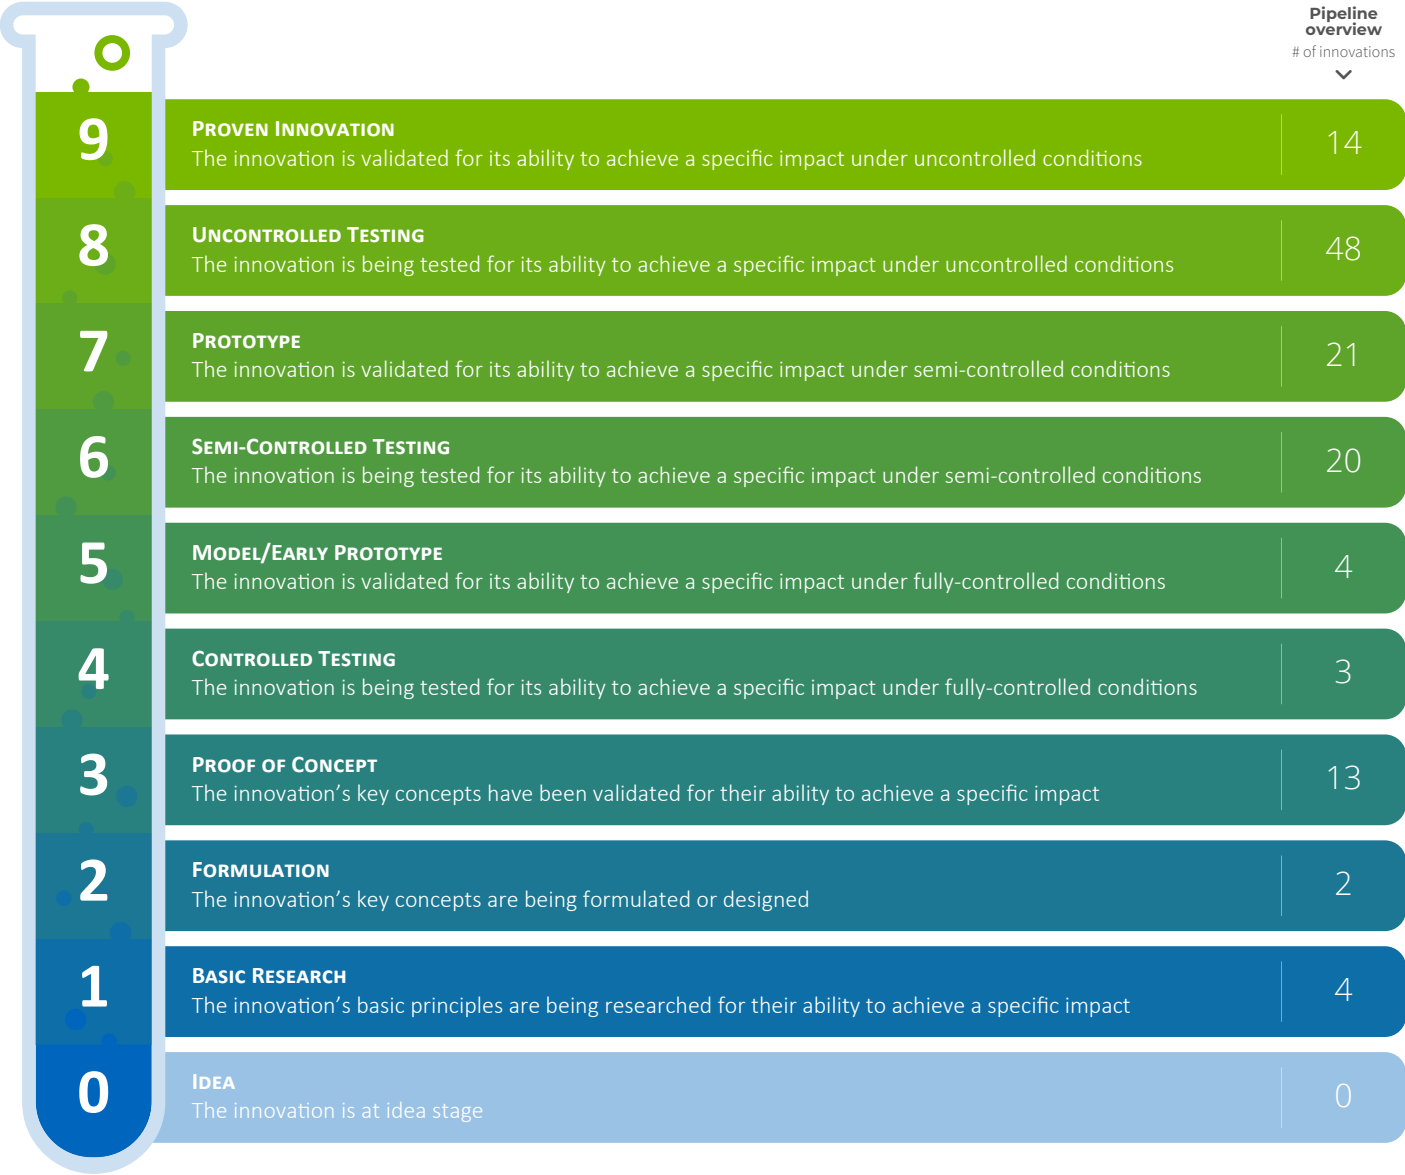 Pipeline
overview
# of innovations
9
PROVEN INNOVATION
The innovation is validated for its ability to achieve a specific impact under uncontrolled conditions
14
8
UNCONTROLLED TESTING
The innovation is being tested for its ability to achieve a specific impact under uncontrolled conditions
48
7
PROTOTYPE
The innovation is validated for its ability to achieve a specific impact under semi-controlled conditions
21
6
SEMI-CONTROLLED TESTING
The innovation is being tested for its ability to achieve a specific impact under semi-controlled conditions
20
5
MODEL/EARLY PROTOTYPE
The innovation is validated for its ability to achieve a specific impact under fully-controlled conditions
4
4
CONTROLLED TESTING
The innovation is being tested for its ability to achieve a specific impact under fully-controlled conditions
3
3
PROOF OF CONCEPT
The innovation’s key concepts have been validated for their ability to achieve a specific impact
13
2
FORMULATION
The innovation’s key concepts are being formulated or designed
2
1
BASIC RESEARCH
The innovation’s basic principles are being researched for their ability to achieve a specific impact
4
0
IDEA
The innovation is at idea stage
0